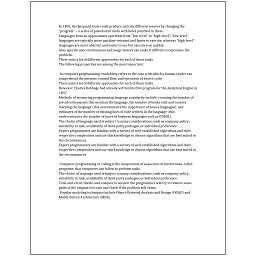 In 1801, the Jacquard loom could produce entirely different weaves by changing the
"program" – a series of pasteboard cards with holes punched in them.
Languages form an approximate spectrum from "low-level" to "high-level"; "low-level"
languages are typically more machine-oriented and faster to execute, whereas "high-level"
languages are more abstract and easier to use but execute less quickly.
Also, specific user environment and usage history can make it difficult to reproduce the
problem.
There exist a lot of different approaches for each of those tasks.
The following properties are among the most important:

 In computer programming, readability refers to the ease with which a human reader can
comprehend the purpose, control flow, and operation of source code.
There exist a lot of different approaches for each of those tasks.
However, Charles Babbage had already written his first program for the Analytical Engine in
1837.
Methods of measuring programming language popularity include: counting the number of
job advertisements that mention the language, the number of books sold and courses
teaching the language (this overestimates the importance of newer languages), and
estimates of the number of existing lines of code written in the language (this
underestimates the number of users of business languages such as COBOL).
The choice of language used is subject to many considerations, such as company policy,
suitability to task, availability of third-party packages, or individual preference.
Expert programmers are familiar with a variety of well-established algorithms and their
respective complexities and use this knowledge to choose algorithms that are best suited to
the circumstances.
Expert programmers are familiar with a variety of well-established algorithms and their
respective complexities and use this knowledge to choose algorithms that are best suited to
the circumstances.

 Computer programming or coding is the composition of sequences of instructions, called
programs, that computers can follow to perform tasks.
The choice of language used is subject to many considerations, such as company policy,
suitability to task, availability of third-party packages, or individual preference.
Trial-and-error/divide-and-conquer is needed: the programmer will try to remove some
parts of the original test case and check if the problem still exists.
 Popular modeling techniques include Object-Oriented Analysis and Design (OOAD) and
Model-Driven Architecture (MDA).